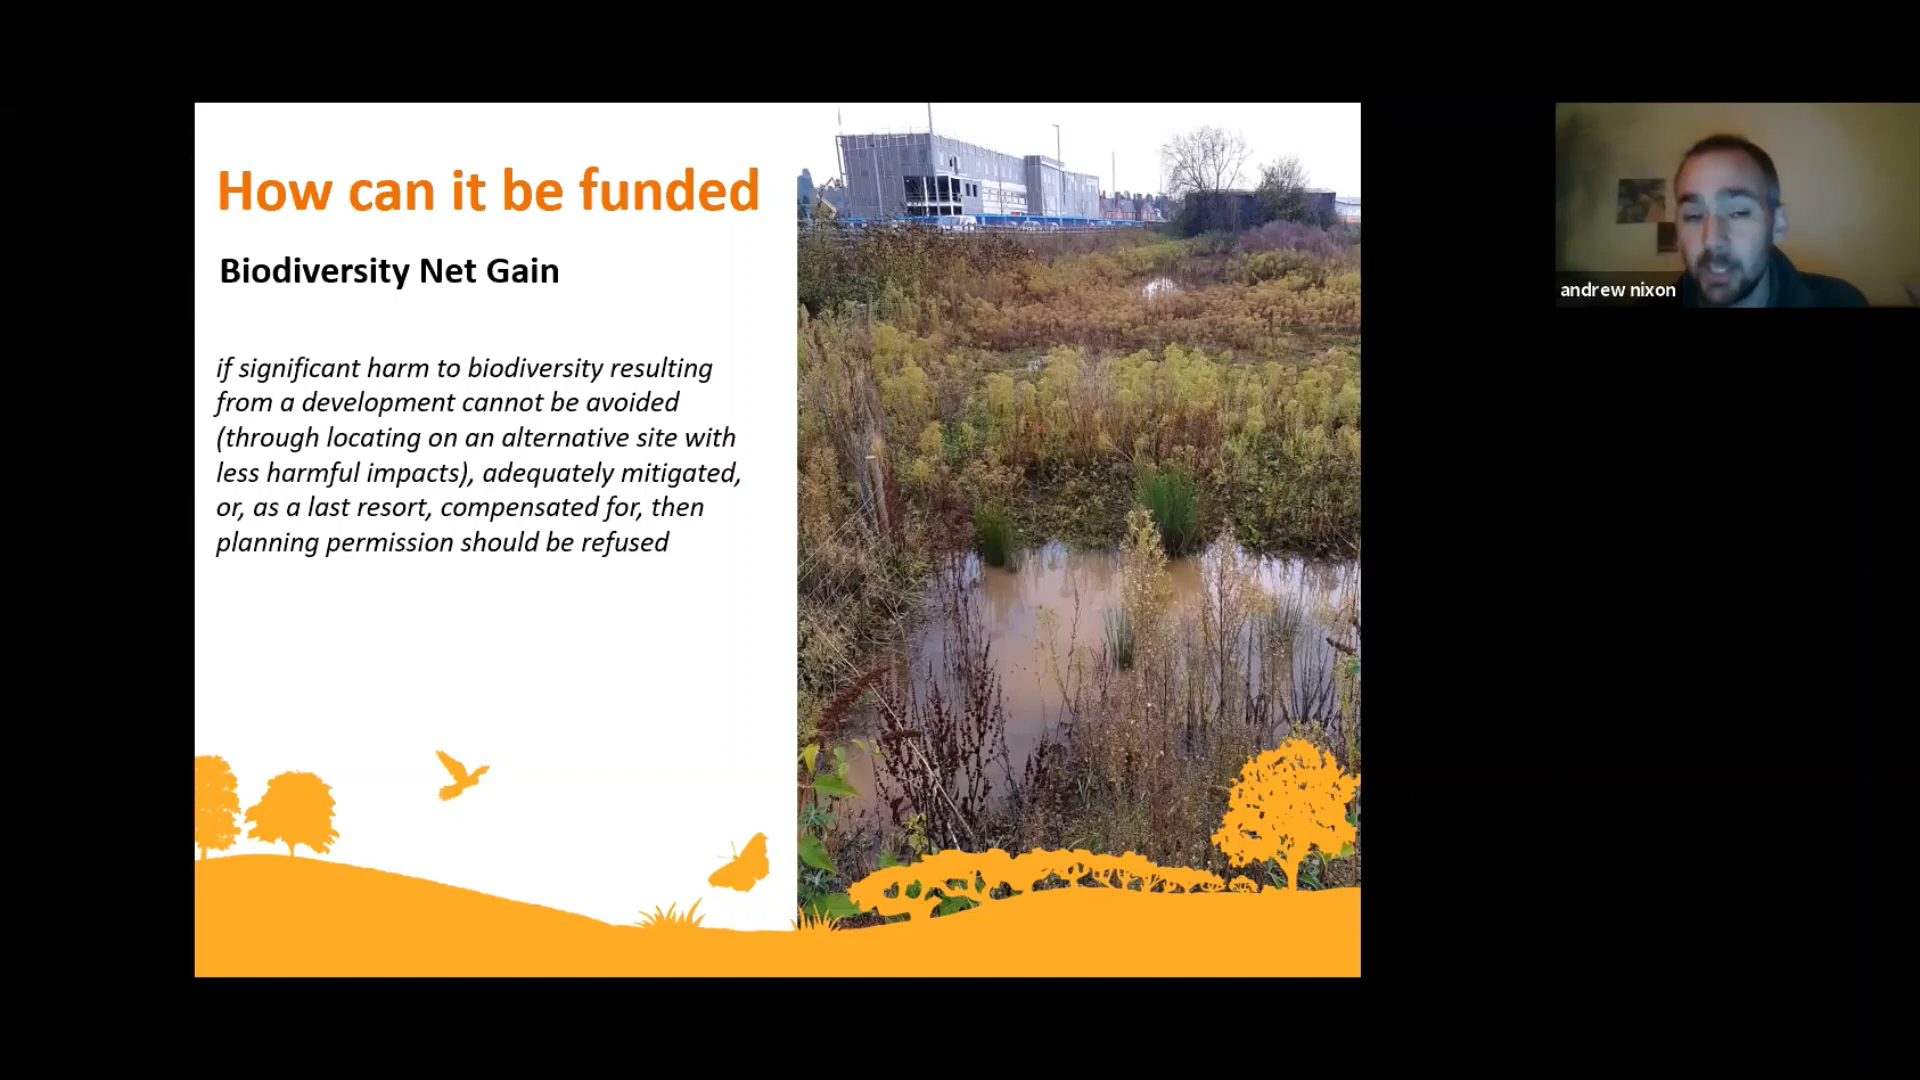 How can it be funded
Biodiversity Net Gain
if significant harm to biodiversity resulting
from a development cannot be avoided
(through locating on an alternative site with
less harmful impacts), adequately mitigated,
or, as a last resort, compensated for, then
planning permission should be refused
andrew nixon